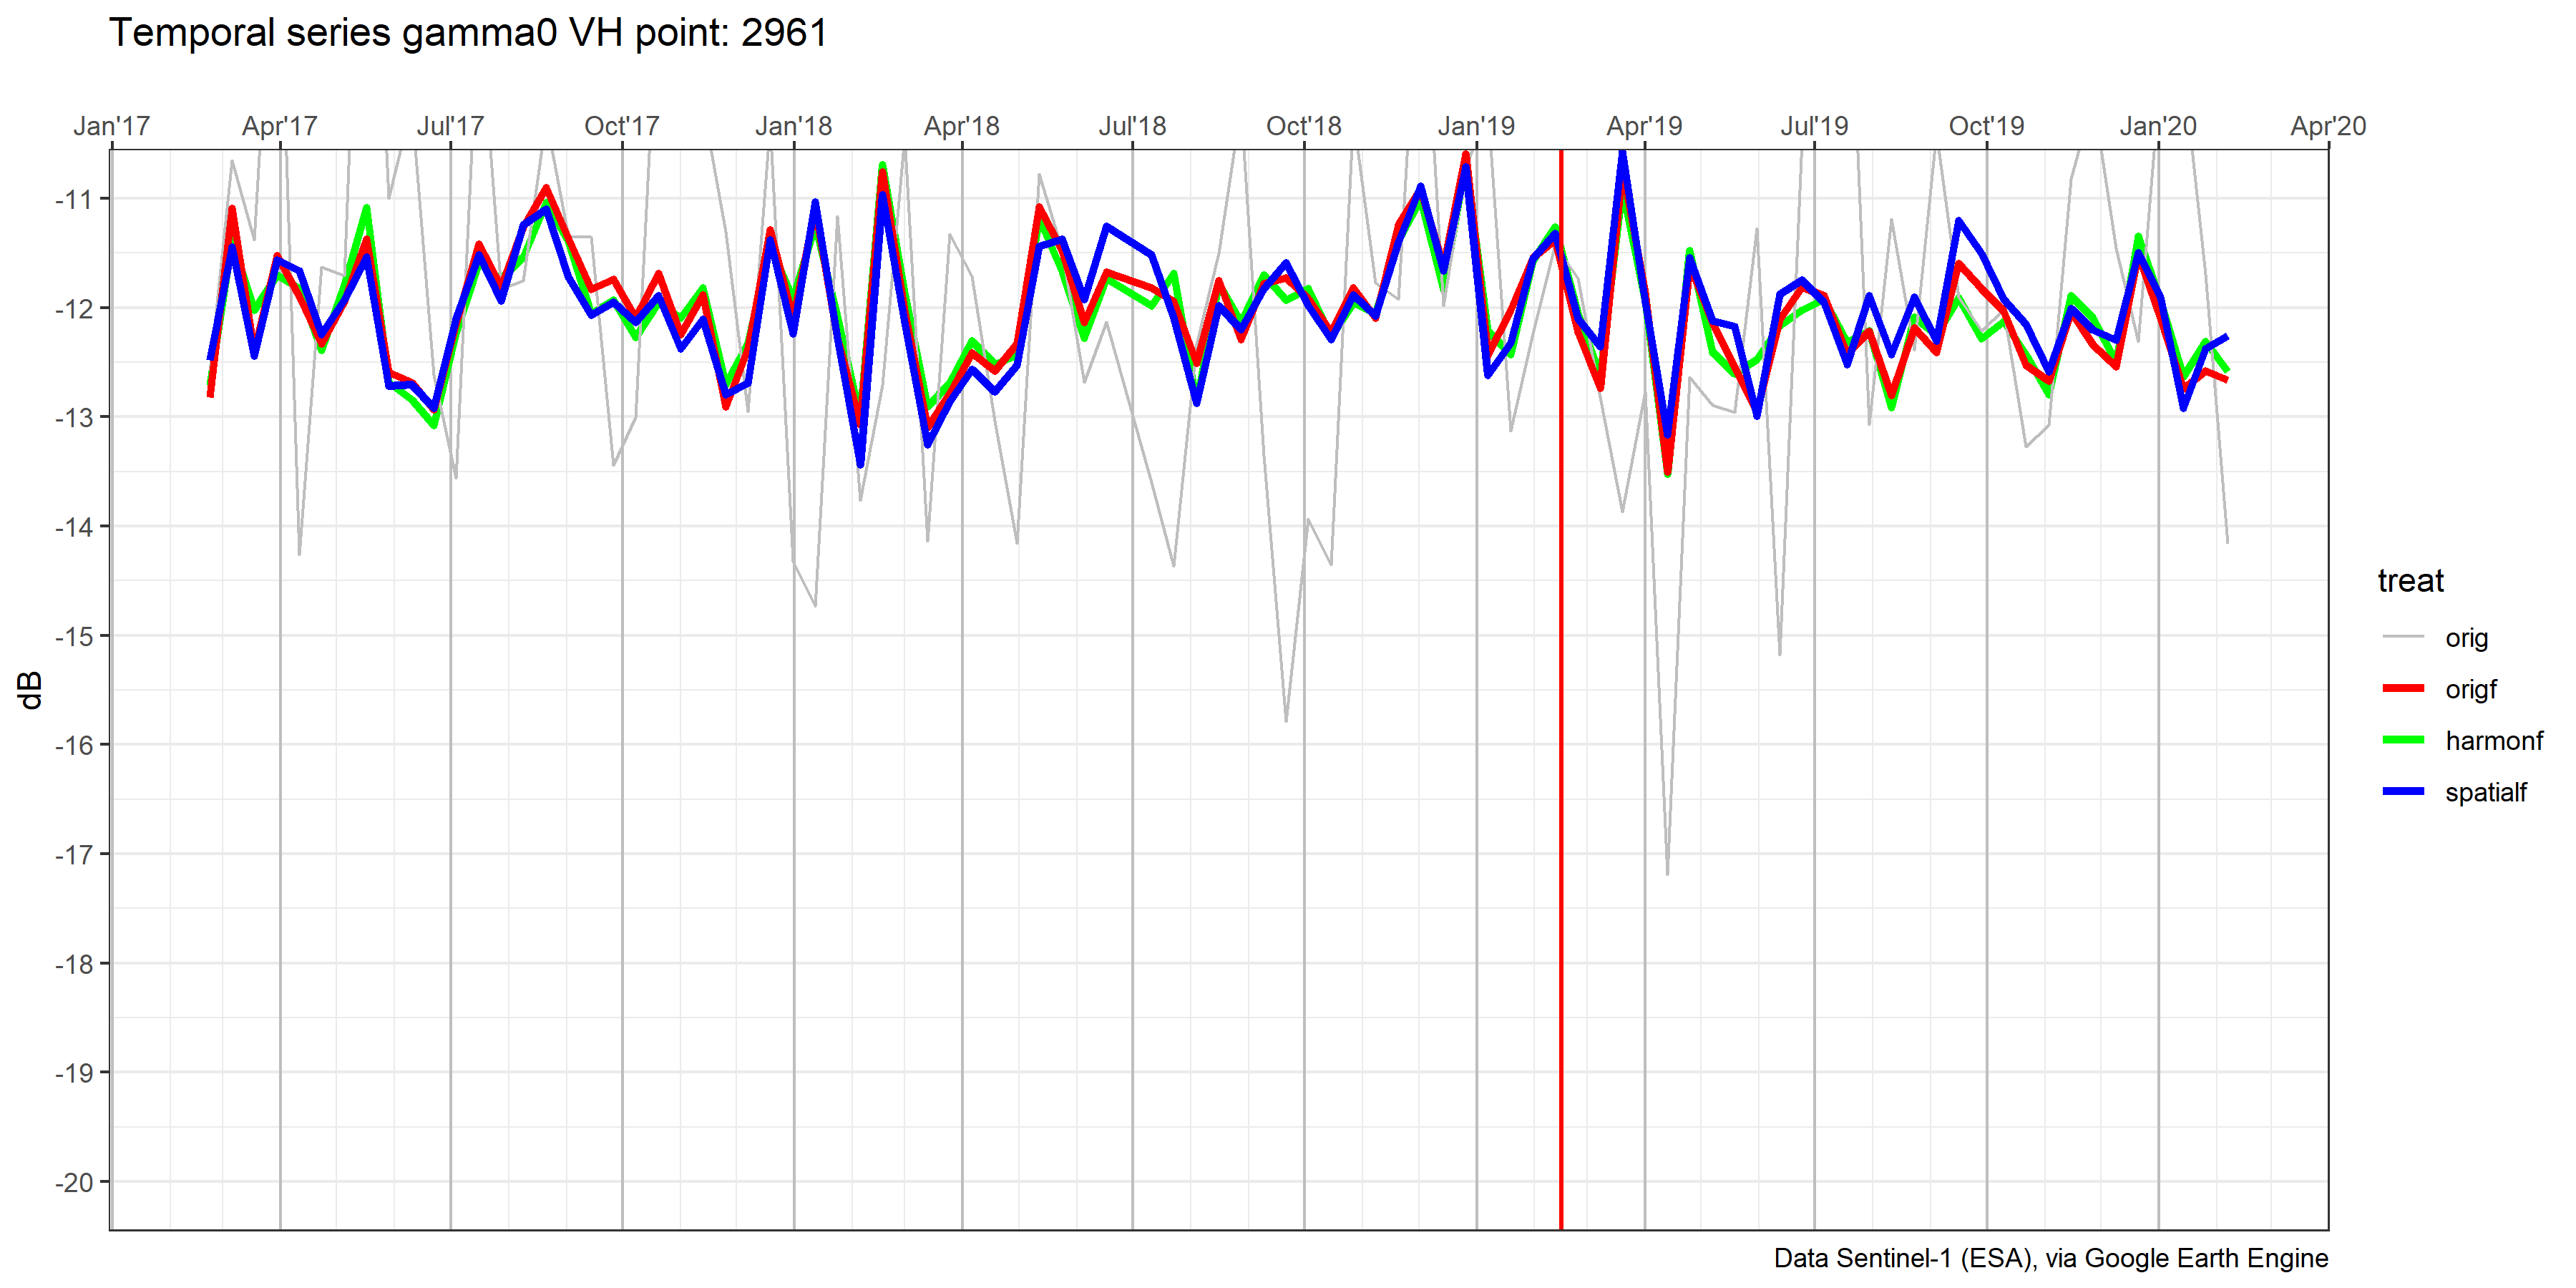 Temporal series gamma0 VH point: 2961
Jan'17 Apr'17 Jul'17 Oct'17 Jan'18 Apr'18 Jul'18 Oct'18 Jan'19 Apr'19 Jul'19 Oct'19 Jan'20 Apr'20
-11
-12
-13
-14
-15
-16
-17
-18
-19
-20
dB
treat
orig
origf
harmonf
spatialf
Data Sentinel-1 (ESA), via Google Earth Engine